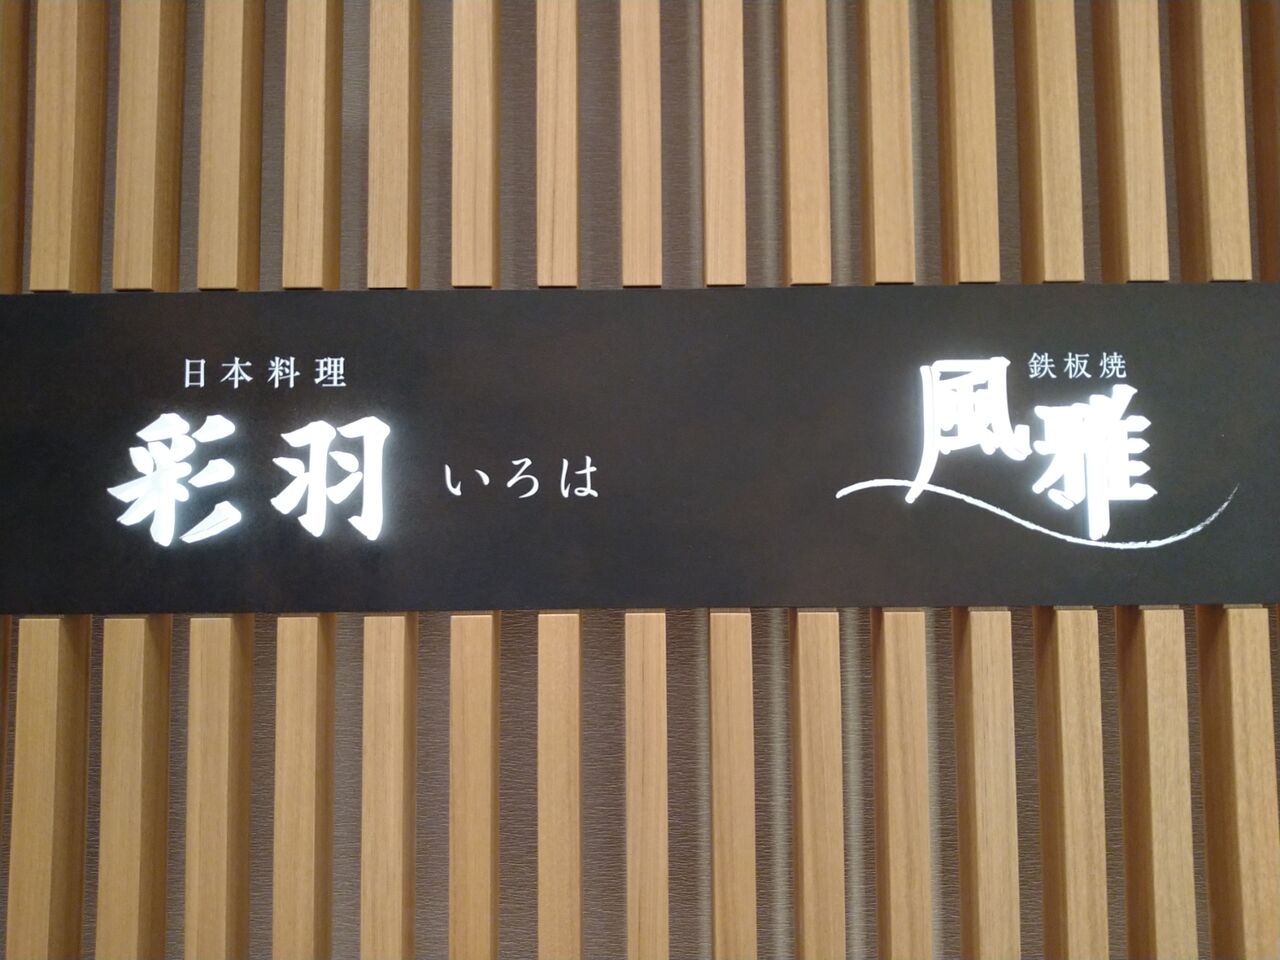 日本料理
彩羽 いろは
鉄板焼
風雅